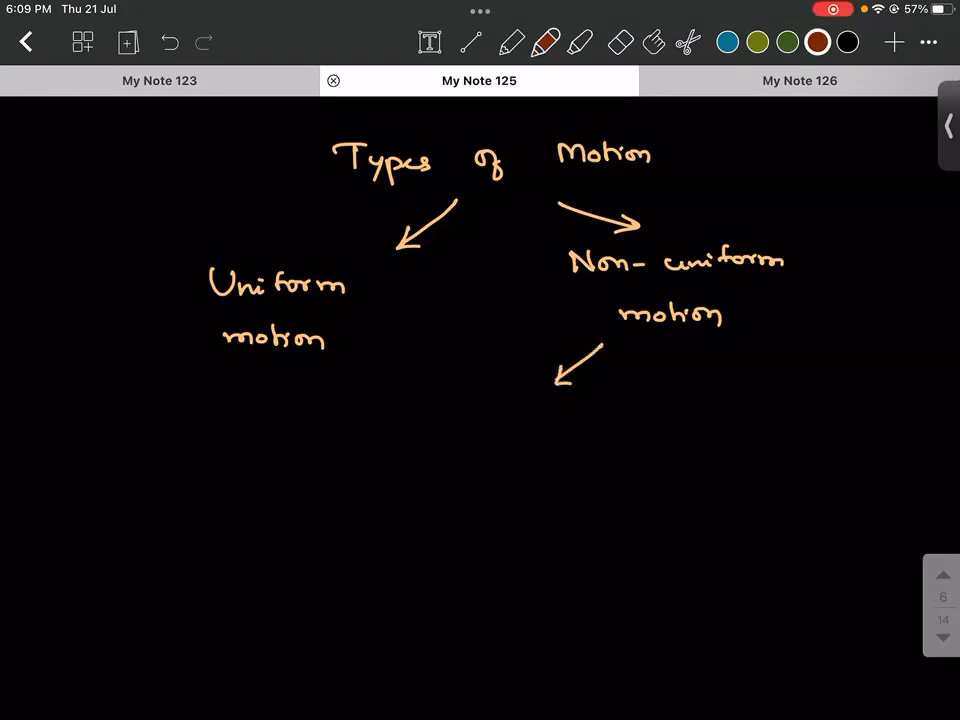 6:09 PM Thu 21 Jul
57%
My Note 123
My Note 125
My Note 126
Types of Motion
Uniform
motion
Non-uniform
motion
6
14